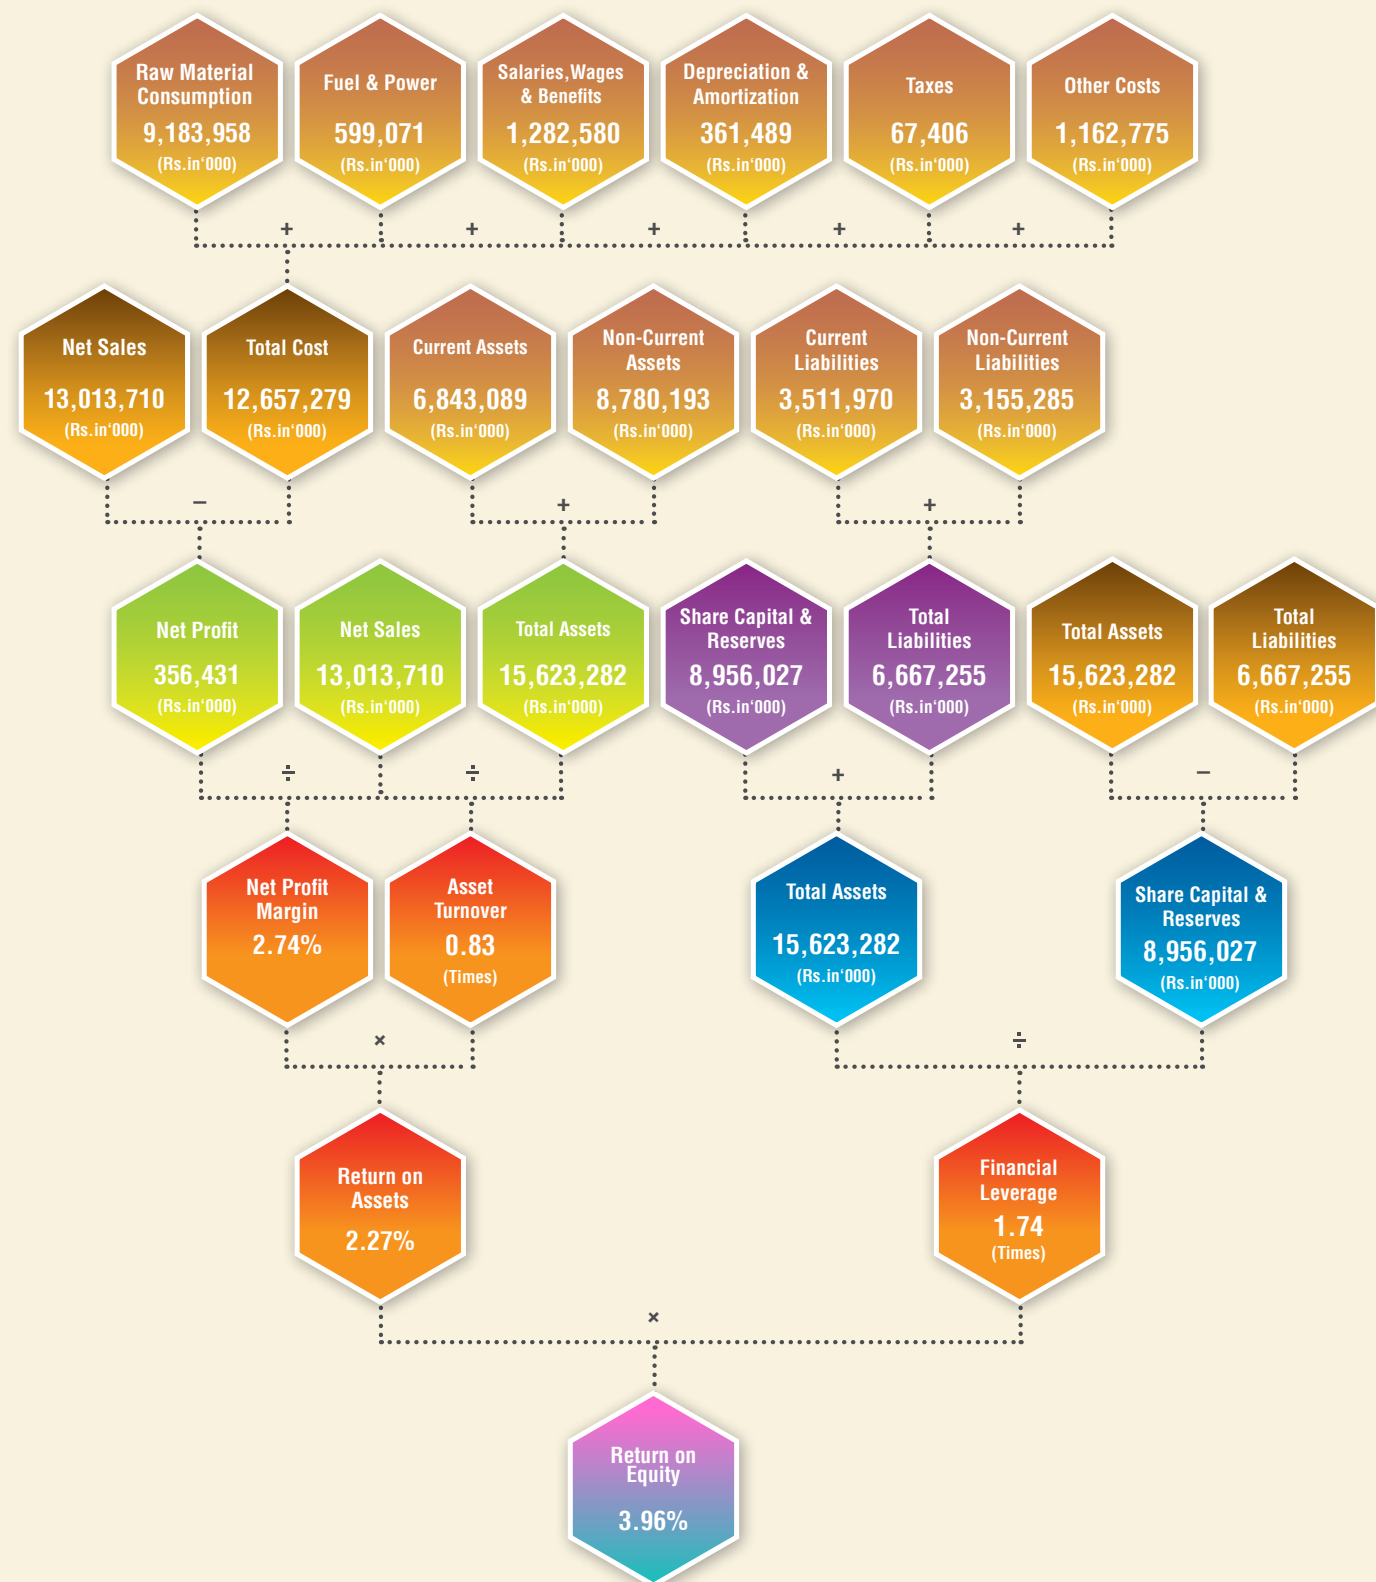 Raw Material
Consumption
9,183,958
(Rs.in‘000)
Fuel & Power
599,071
(Rs.in‘000)
Salaries,Wages
& Benefits
1,282,580
(Rs.in‘000)
Depreciation &
Amortization
361,489
(Rs.in‘000)
Taxes
67,406
(Rs.in‘000)
Other Costs
1,162,775
(Rs.in‘000)
+ + + + +
Net Sales
13,013,710
(Rs.in‘000)
Total Cost
12,657,279
(Rs.in‘000)
Current Assets
6,843,089
(Rs.in‘000)
Non-Current
Assets
8,780,193
(Rs.in‘000)
Current
Liabilities
3,511,970
(Rs.in‘000)
Non-Current
Liabilities
3,155,285
(Rs.in‘000)
– + +
Net Profit
356,431
(Rs.in‘000)
Net Sales
13,013,710
(Rs.in‘000)
Total Assets
15,623,282
(Rs.in‘000)
Share Capital &
Reserves
8,956,027
(Rs.in‘000)
Total
Liabilities
6,667,255
(Rs.in‘000)
Total Assets
15,623,282
(Rs.in‘000)
Total
Liabilities
6,667,255
(Rs.in‘000)
÷ ÷ + –
Net Profit
Margin
2.74%
Asset
Turnover
0.83
(Times)
Total Assets
15,623,282
(Rs.in‘000)
Share Capital &
Reserves
8,956,027
(Rs.in‘000)
× ÷
Return on
Assets
2.27%
Financial
Leverage
1.74
(Times)
×
Return on
Equity
3.96%